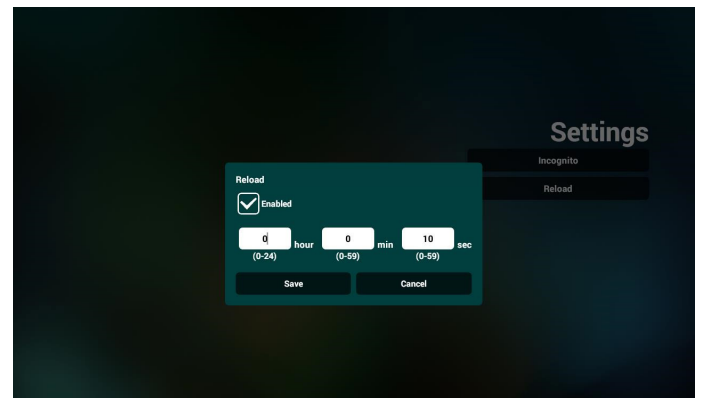 Settings
Incognito
Reload
Reload
Enabled
0 hour 0 min 10 sec
(0-24) (0-59) (0-59)
Save Cancel